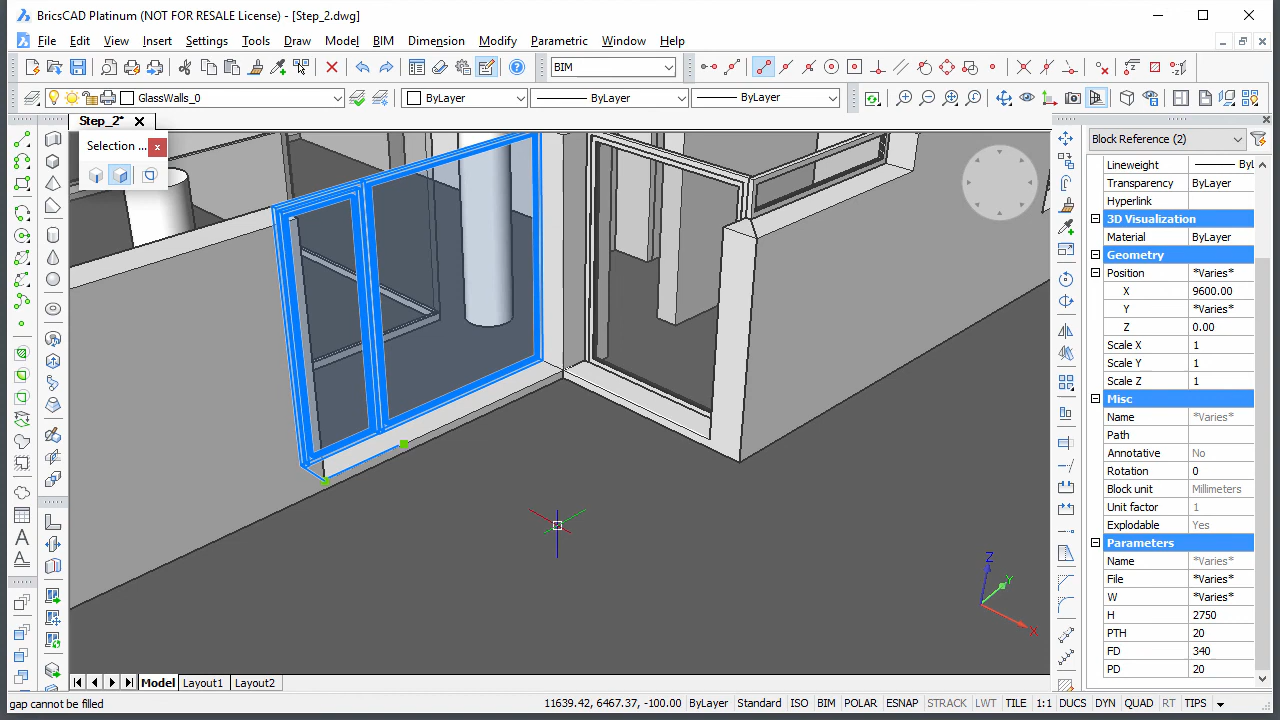 BricsCAD Platinum (NOT FOR RESALE License) - [Step_2.dwg]
File Edit View Insert Settings Tools Draw Model BIM Dimension Modify Parametric Window Help
BIM
GlassWalls_0 ByLayer ByLayer ByLayer
Step_2*
Selection ...
Block Reference (2)
Lineweight ByL
Transparency ByLayer
Hyperlink
3D Visualization
Material ByLayer
Geometry
Position *Varies*
X 9600.00
Y *Varies*
Z 0.00
Scale X 1
Scale Y 1
Scale Z 1
Misc
Name *Varies*
Path
Annotative No
Rotation 0
Block unit Millimeters
Unit factor 1
Explodable Yes
Parameters
Name *Varies*
File *Varies*
W *Varies*
H 2750
PTH 20
FD 340
PD 20
Z
Y
X
Model Layout1 Layout2
gap cannot be filled 11639.42, 6467.37, -100.00 ByLayer Standard ISO BIM POLAR ESNAP STRACK LWT TILE 1:1 DUCS DYN QUAD RT TIPS